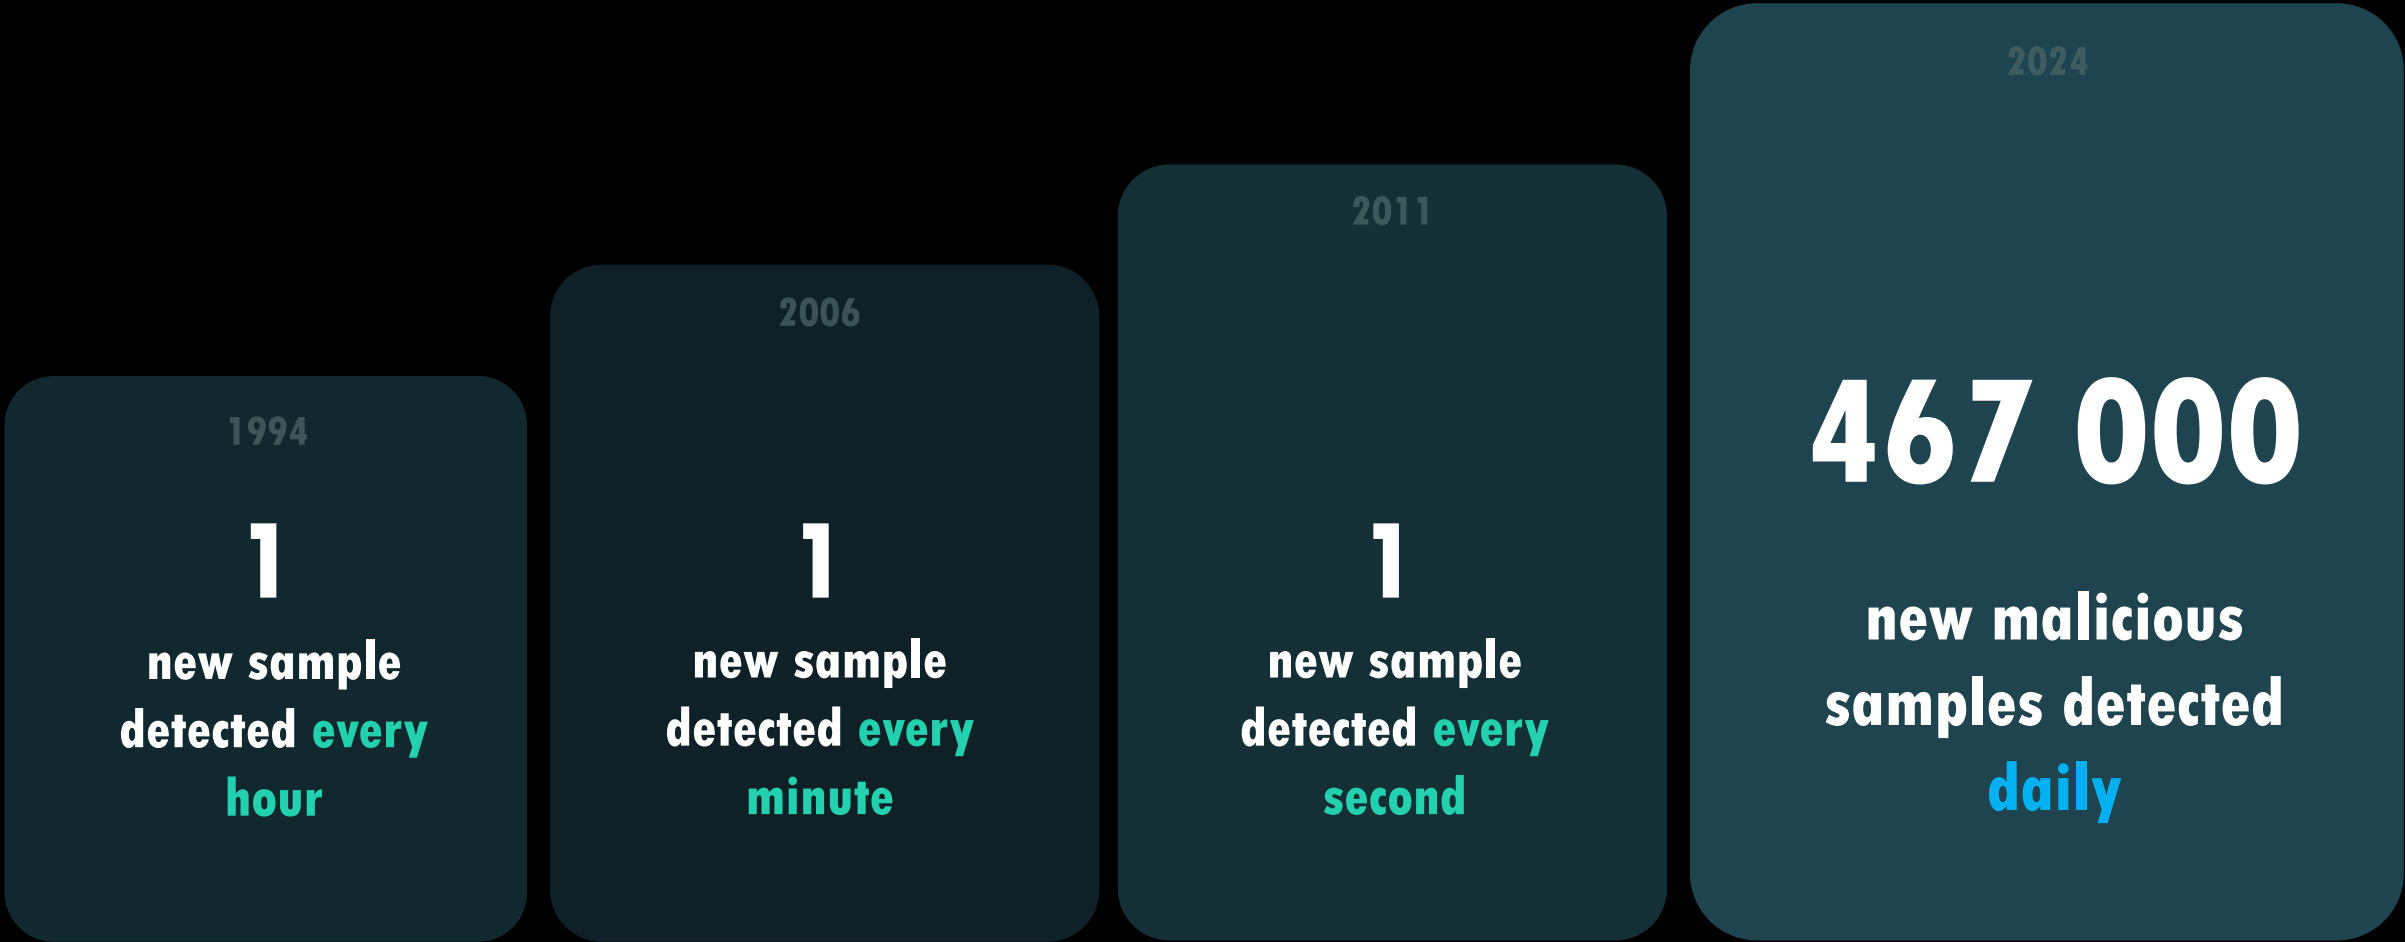 1994
1
new sample
detected every
hour
2006
1
new sample
detected every
minute
2011
1
new sample
detected every
second
2024
467 000
new malicious
samples detected
daily